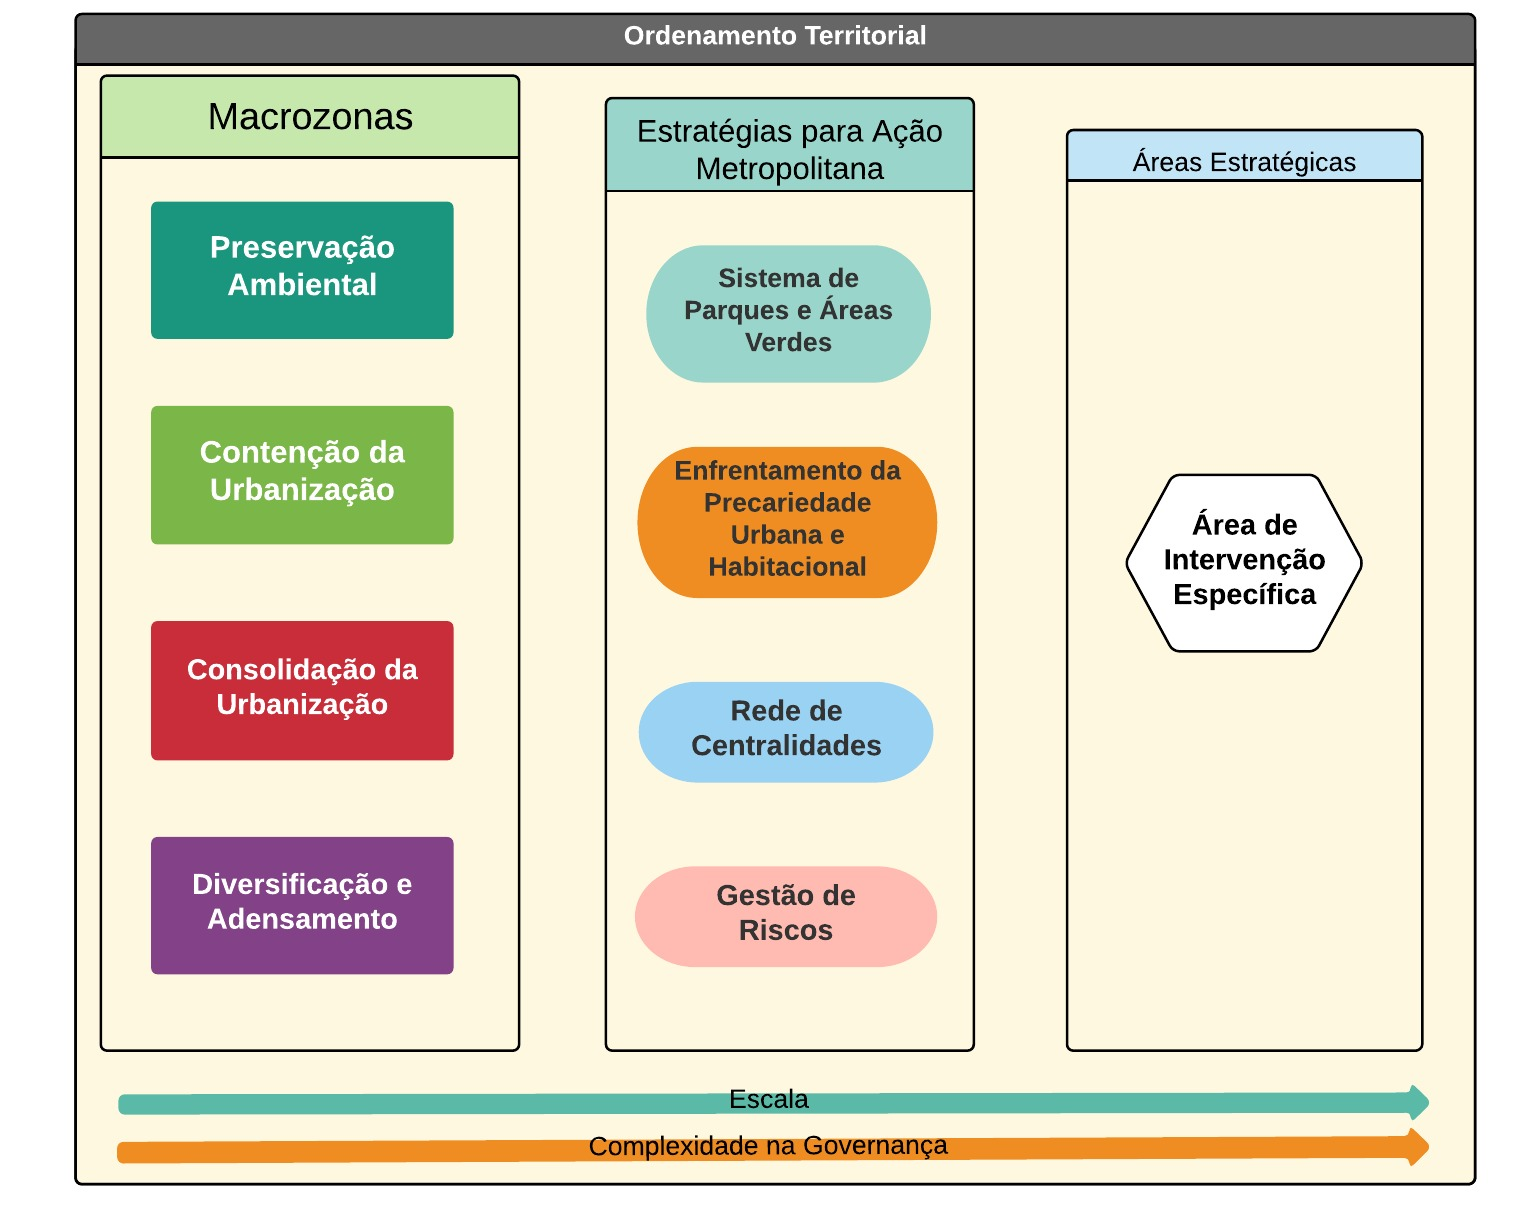 Ordenamento Territorial
Macrozonas
Preservação
Ambiental
Contenção da
Urbanização
Consolidação da
Urbanização
Diversificação e
Adensamento
Estratégias para Ação
Metropolitana
Sistema de
Parques e Áreas
Verdes
Enfrentamento da
Precariedade
Urbana e
Habitacional
Rede de
Centralidades
Gestão de
Riscos
Áreas Estratégicas
Área de
Intervenção
Específica
Escala
Complexidade na Governança